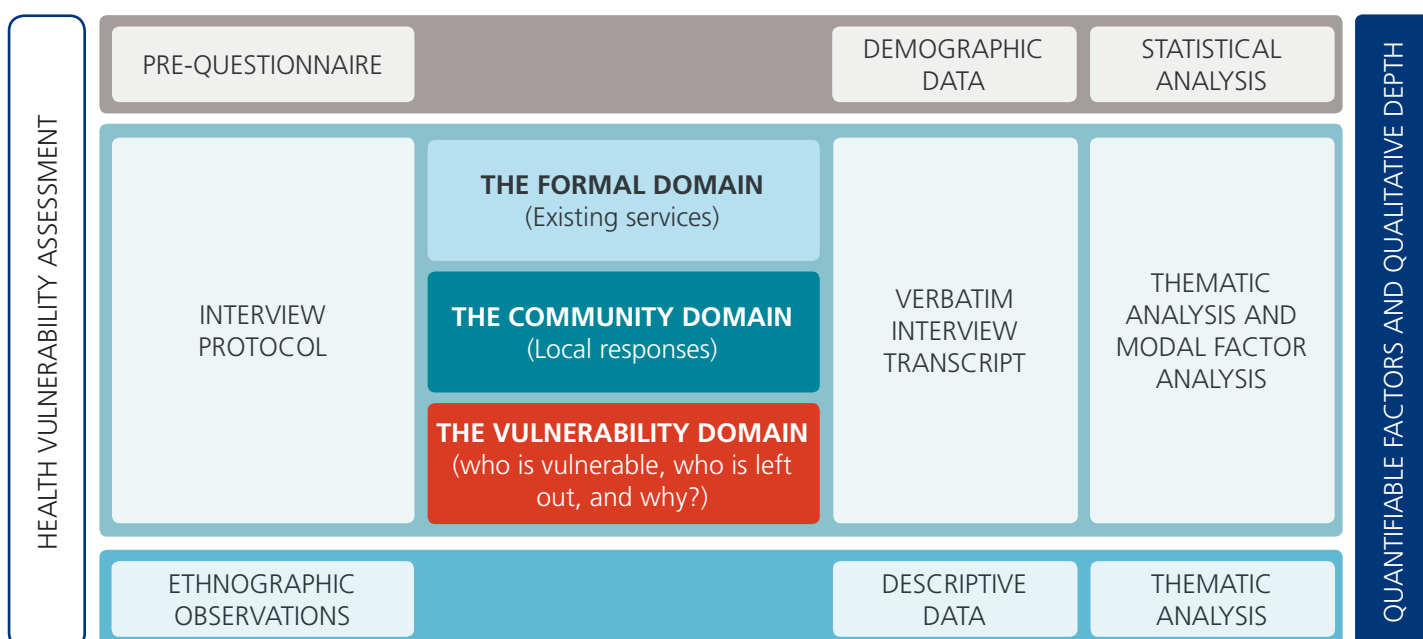 HEALTH VULNERABILITY ASSESSMENT
PRE-QUESTIONNAIRE
DEMOGRAPHIC
DATA
STATISTICAL
ANALYSIS
INTERVIEW
PROTOCOL
THE FORMAL DOMAIN
(Existing services)
THE COMMUNITY DOMAIN
(Local responses)
THE VULNERABILITY DOMAIN
(who is vulnerable, who is left
out, and why?)
VERBATIM
INTERVIEW
TRANSCRIPT
THEMATIC
ANALYSIS AND
MODAL FACTOR
ANALYSIS
ETHNOGRAPHIC
OBSERVATIONS
DESCRIPTIVE
DATA
THEMATIC
ANALYSIS
QUANTIFIABLE FACTORS AND QUALITATIVE DEPTH